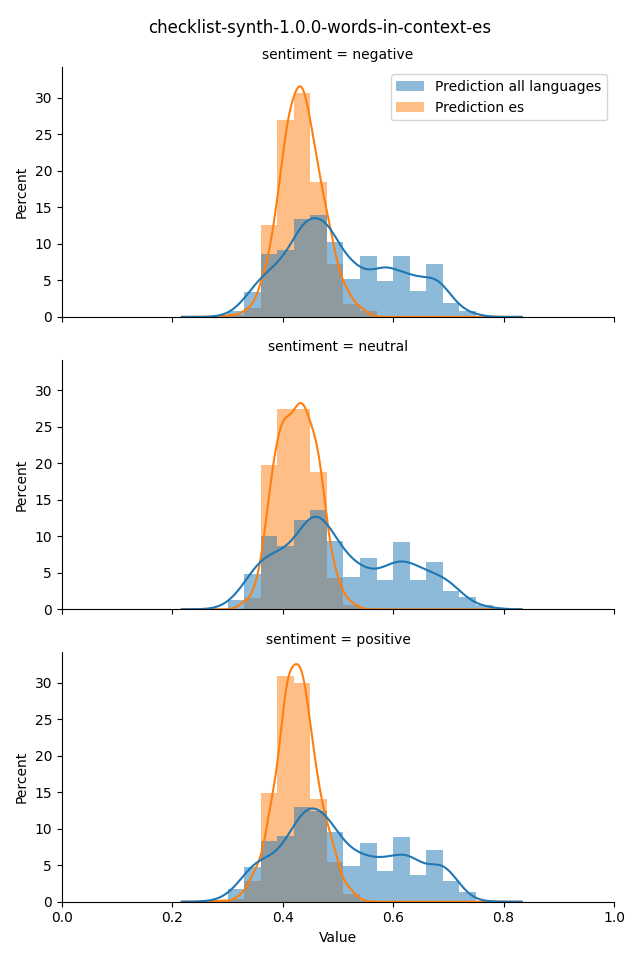 checklist-synth-1.0.0-words-in-context-es
sentiment = negative
Prediction all languages
Prediction es
Percent
30
25
20
15
10
5
0
sentiment = neutral
Percent
30
25
20
15
10
5
0
sentiment = positive
Percent
30
25
20
15
10
5
0
0.0 0.2 0.4 0.6 0.8 1.0
Value